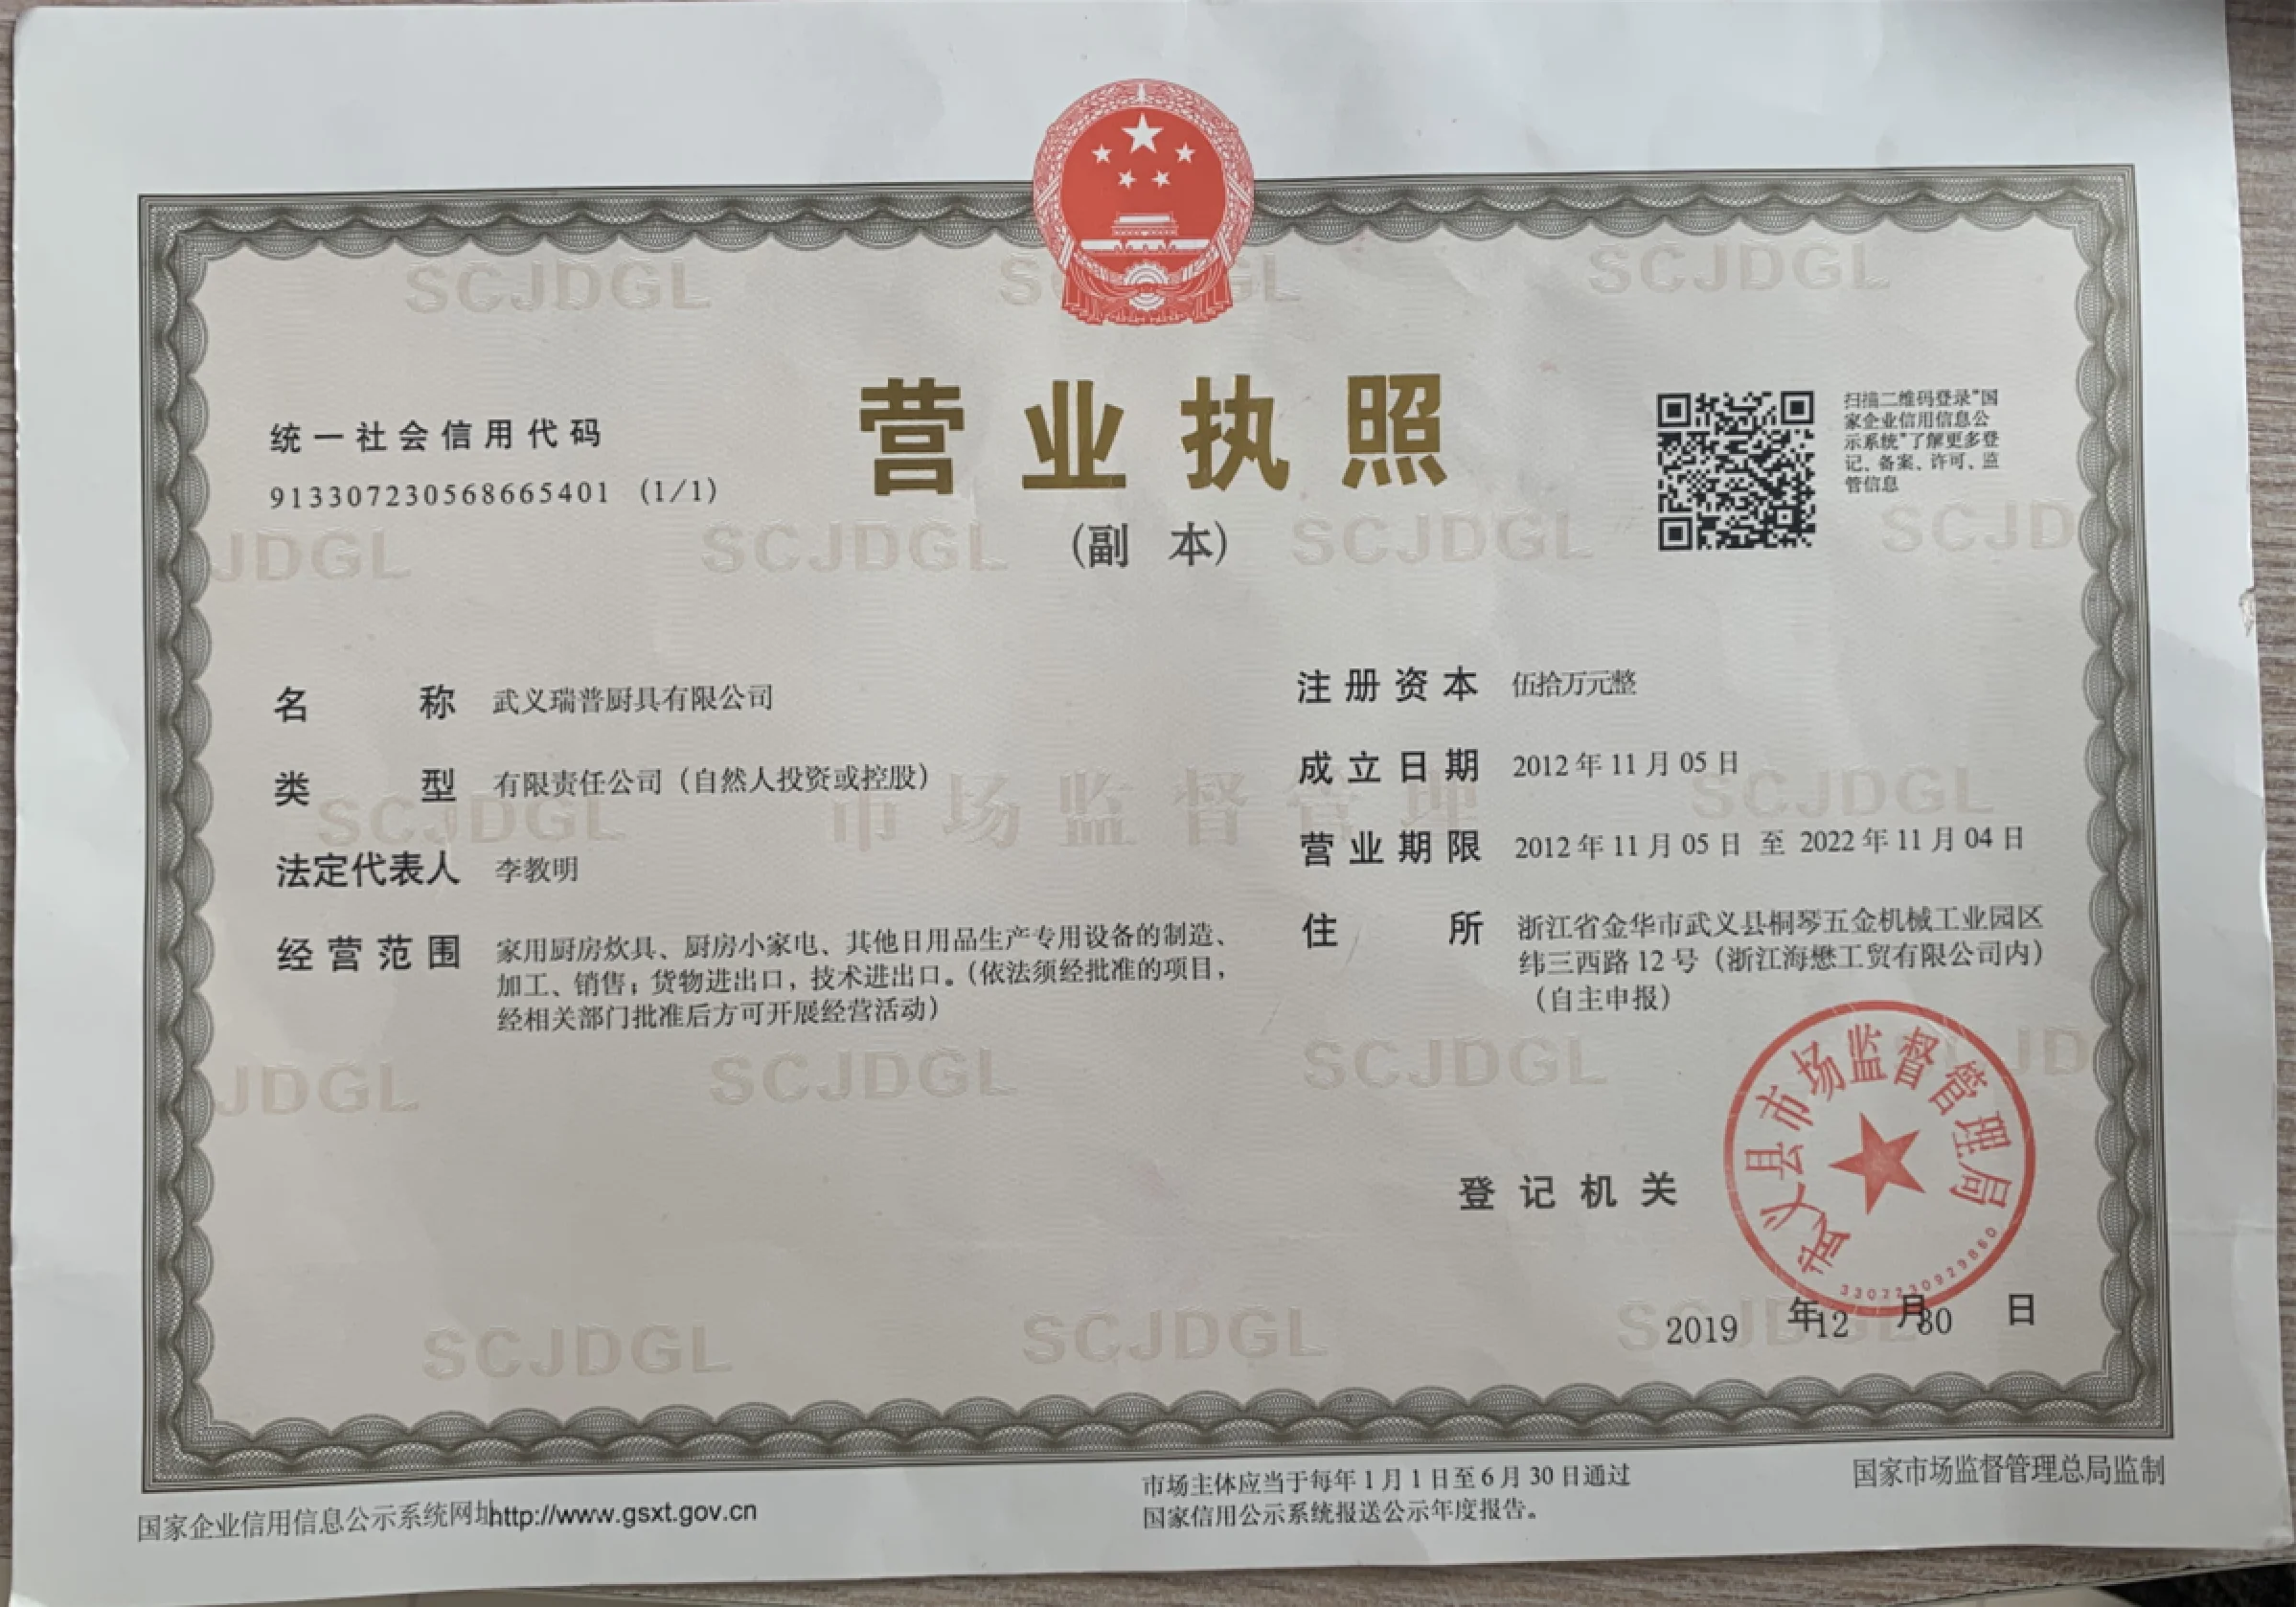 营业执照
(副 本)
统一社会信用代码
913307230568665401 (1/1)
扫描二维码登录"国
家企业信用信息公
示系统"了解更多登
记、备案、许可、监
管信息
名 称 武义瑞普厨具有限公司
类 型 有限责任公司（自然人投资或控股）
法定代表人 李教明
经营范围 家用厨房炊具、厨房小家电、其他日用品生产专用设备的制造、
加工、销售；货物进出口，技术进出口。（依法须经批准的项目，
经相关部门批准后方可开展经营活动）
注册资本 伍拾万元整
成立日期 2012年11月05日
营业期限 2012年11月05日 至 2022年11月04日
住 所 浙江省金华市武义县桐琴五金机械工业园区
纬三西路12号（浙江海懋工贸有限公司内）
（自主申报）
登记机关
武义县市场监督管理局
2019 年 12 月 30 日
国家企业信用信息公示系统网址http://www.gsxt.gov.cn
市场主体应当于每年1月1日至6月30日通过
国家信用公示系统报送公示年度报告。
国家市场监督管理总局监制
SCJDGL
市场监督管理